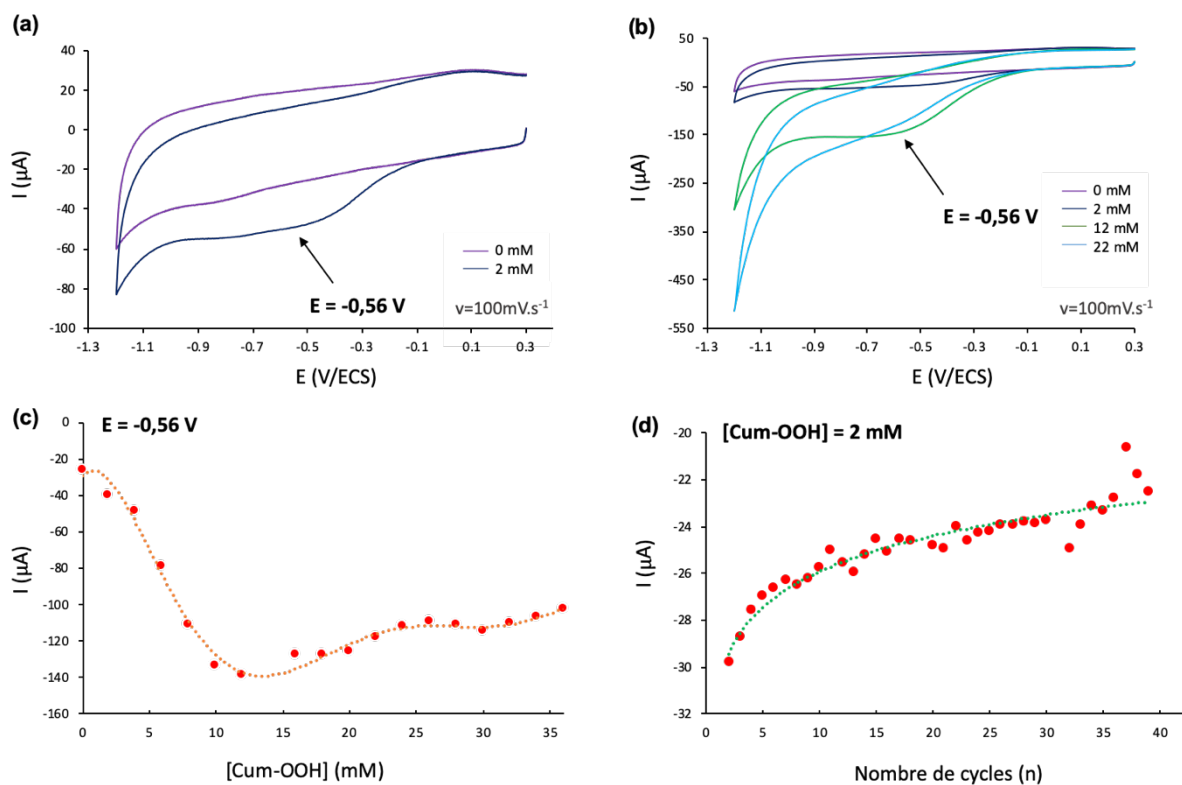 (a)
40
20
0
-20
-40
-60
-80
-100
I (µA)
-1.3 -1.1 -0.9 -0.7 -0.5 -0.3 -0.1 0.1 0.3
E (V/ECS)
E = -0,56 V
0 mM
2 mM
v=100mV.s⁻¹
(b)
50
-50
-150
-250
-350
-450
-550
I (µA)
-1.3 -1.1 -0.9 -0.7 -0.5 -0.3 -0.1 0.1 0.3
E (V/ECS)
E = -0,56 V
0 mM
2 mM
12 mM
22 mM
v=100mV.s⁻¹
(c)
E = -0,56 V
0
-20
-40
-60
-80
-100
-120
-140
-160
I (µA)
0 5 10 15 20 25 30 35
[Cum-OOH] (mM)
(d)
[Cum-OOH] = 2 mM
-20
-22
-24
-26
-28
-30
-32
I (µA)
0 5 10 15 20 25 30 35 40
Nombre de cycles (n)